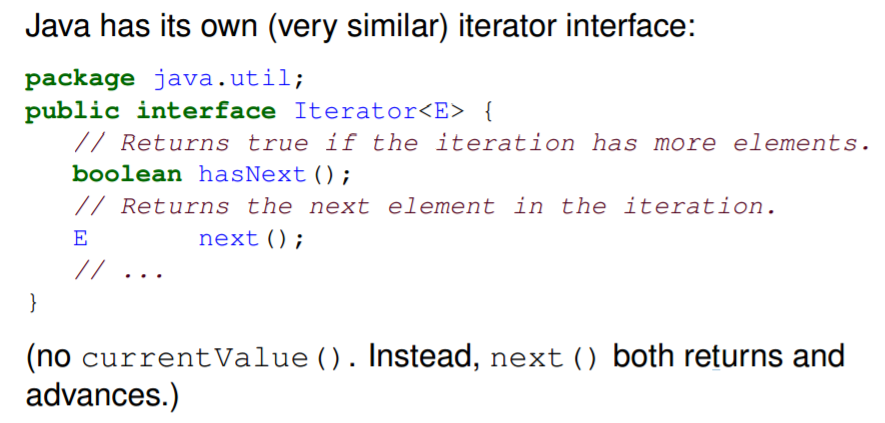 Java has its own (very similar) iterator interface:
package java.util;
public interface Iterator<E> {
// Returns true if the iteration has more elements.
boolean hasNext();
// Returns the next element in the iteration.
E next();
// ...
}
(no currentValue(). Instead, next() both returns and
advances.)